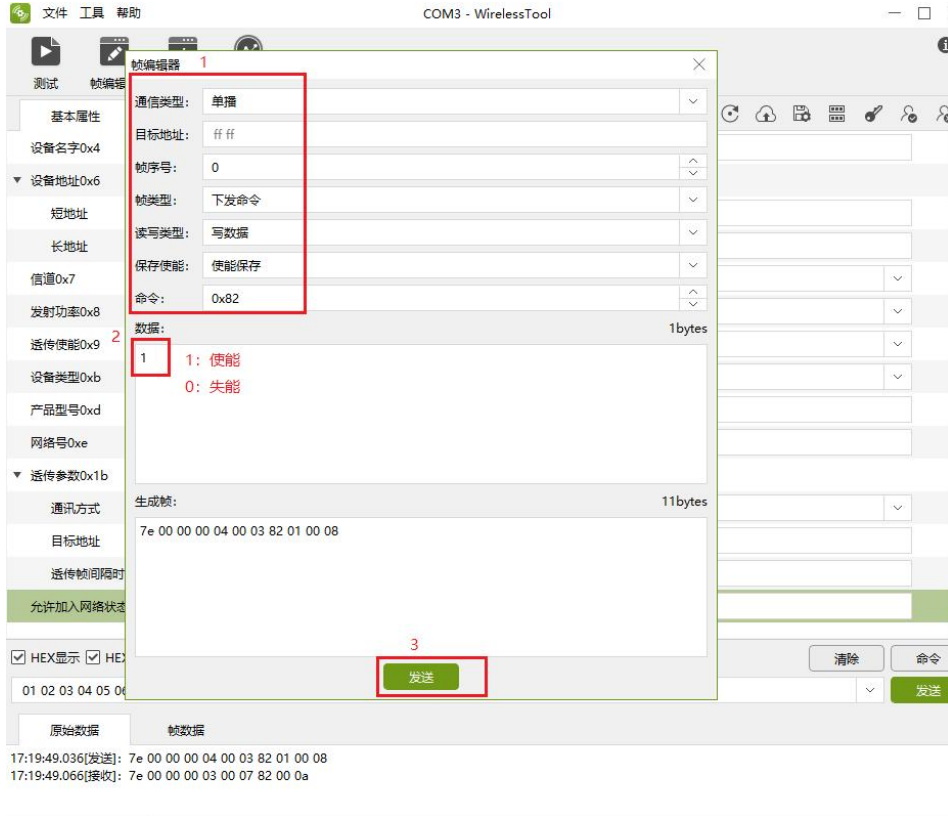 文件 工具 帮助 COM3 - WirelessTool
测试
帧编辑器 1
基本属性
通信类型: 单播
目标地址: ff ff
设备名字0x4
帧序号: 0
设备地址0x6
帧类型: 下发命令
短地址
读写类型: 写数据
长地址
保存使能: 使能保存
信道0x7
命令: 0x82
发射功率0x8
数据: 1bytes
透传使能0x9 2
1 1: 使能
0: 失能
设备类型0xb
产品型号0xd
网络号0xe
透传参数0x1b
生成帧: 11bytes
通讯方式
7e 00 00 00 04 00 03 82 01 00 08
目标地址
透传帧间隔时
允许加入网络状态
3
HEX显示 HEX 清除 命令
发送
01 02 03 04 05 06 发送
原始数据 帧数据
17:19:49.036[发送]: 7e 00 00 00 04 00 03 82 01 00 08
17:19:49.066[接收]: 7e 00 00 00 03 00 07 82 00 0a